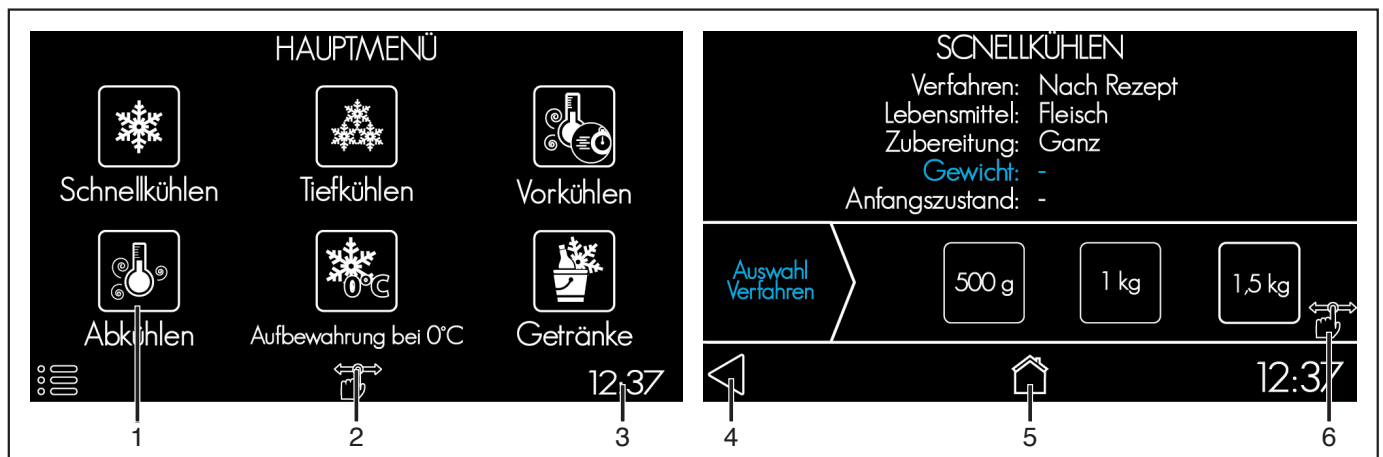 HAUPTMENÜ
Schnellkühlen
Tiefkühlen
Vorkühlen
0°C
Abkühlen
Aufbewahrung bei 0°C
Getränke
12:37
1
2
3
SCNELLKÜHLEN
Verfahren: Nach Rezept
Lebensmittel: Fleisch
Zubereitung: Ganz
Gewicht: -
Anfangszustand: -
Auswahl
Verfahren
500 g
1 kg
1,5 kg
12:37
4
5
6